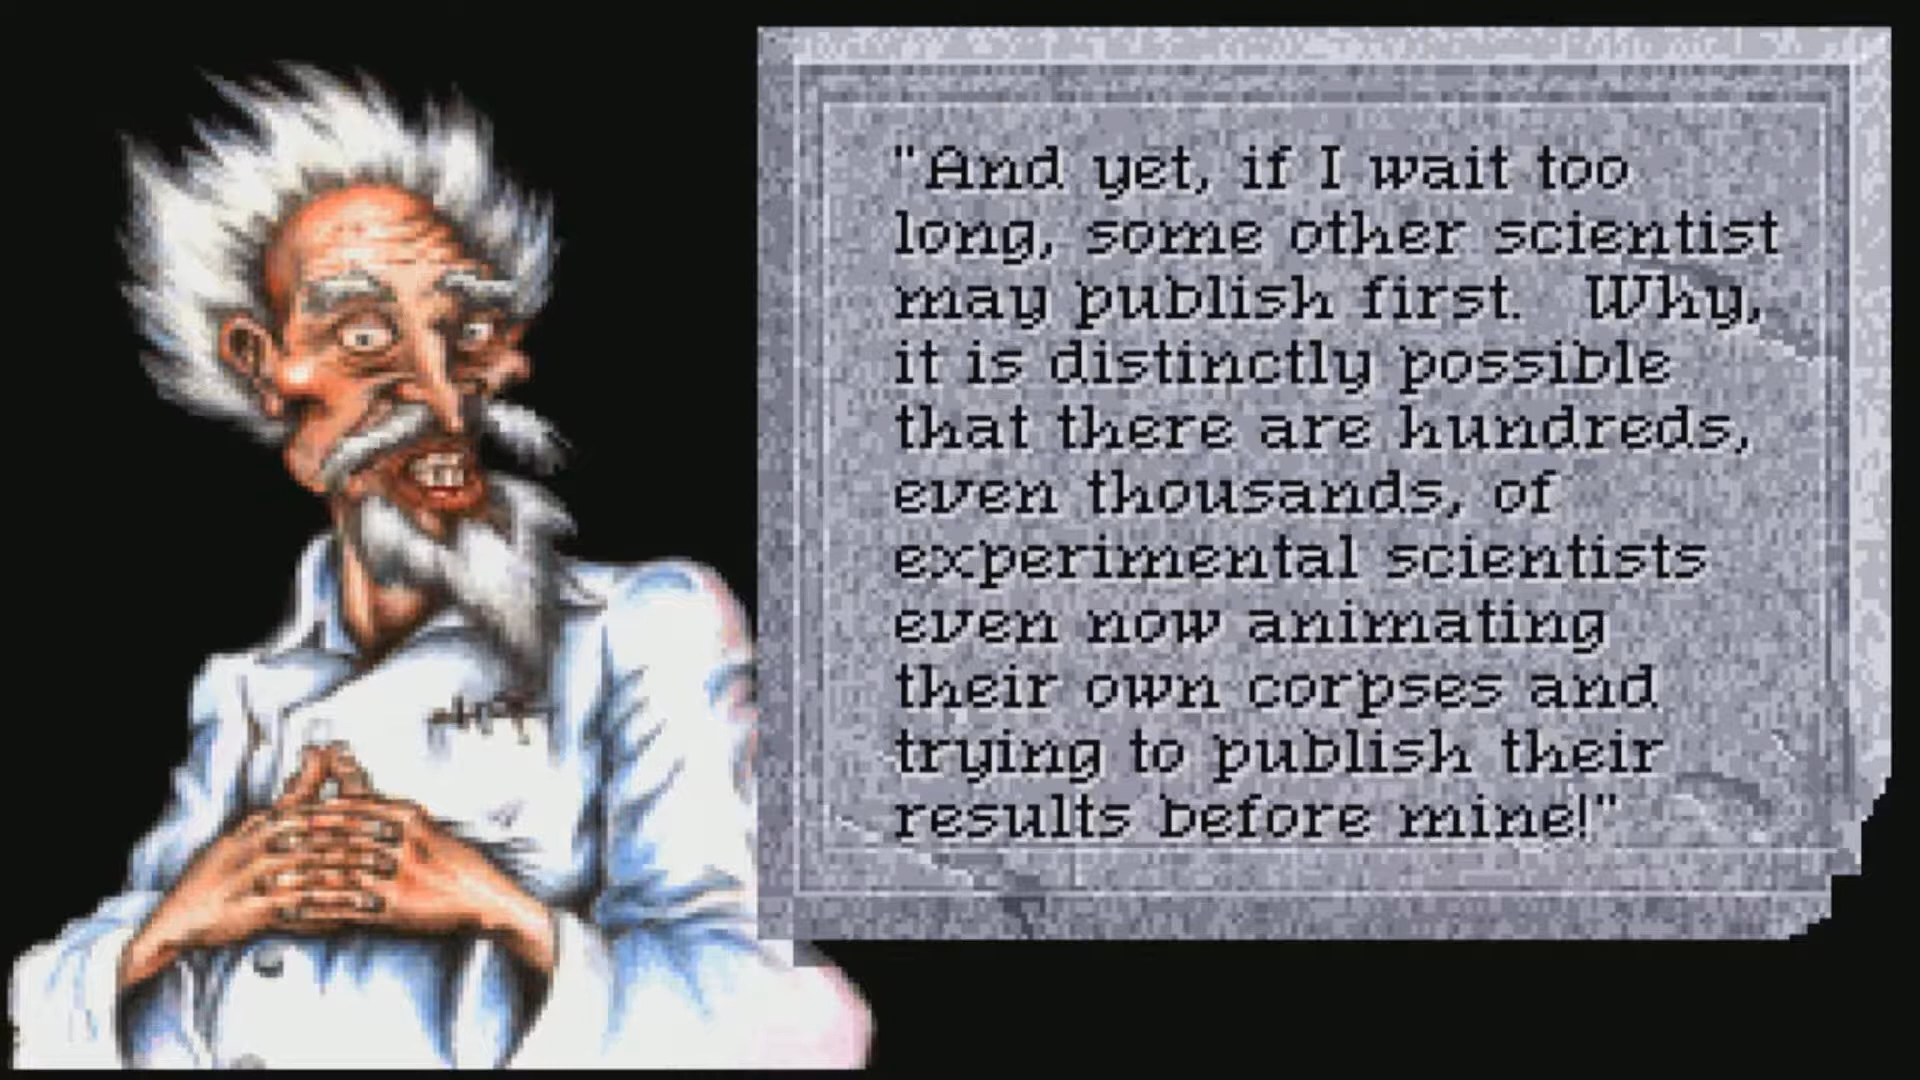 "And yet, if I wait too
long, some other scientist
may publish first.  Why,
it is distinctly possible
that there are hundreds,
even thousands, of
experimental scientists
even now animating
their own corpses and
trying to publish their
results before mine!"